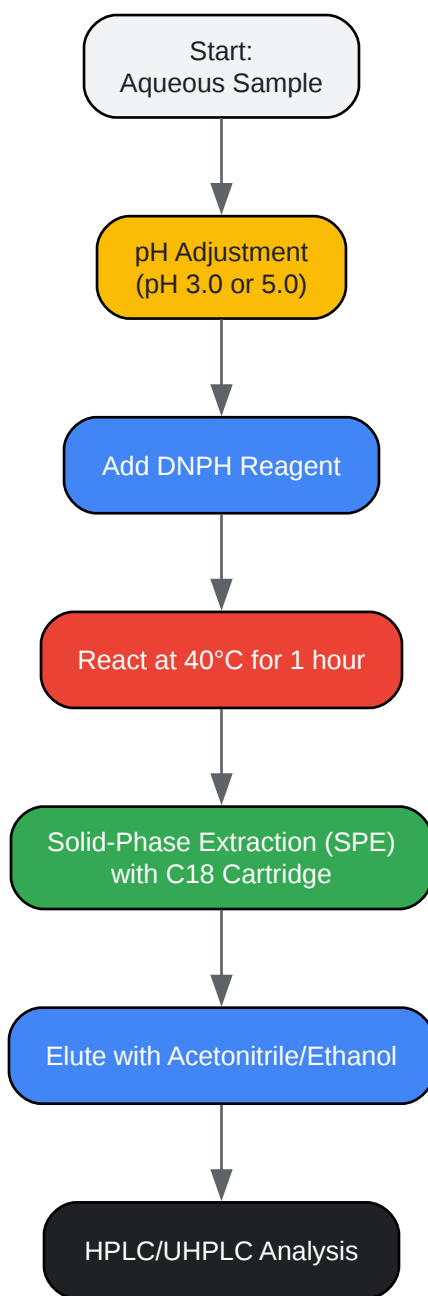 Start:
Aqueous Sample
pH Adjustment
(pH 3.0 or 5.0)
Add DNPH Reagent
React at 40°C for 1 hour
Solid-Phase Extraction (SPE)
with C18 Cartridge
Elute with Acetonitrile/Ethanol
HPLC/UHPLC Analysis